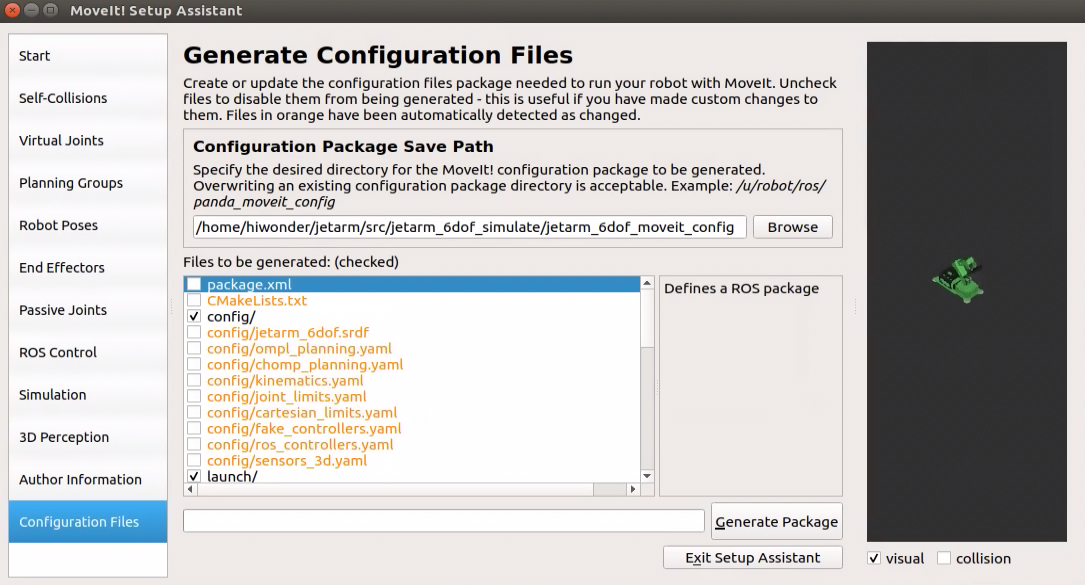 MoveIt! Setup Assistant
Start
Self-Collisions
Virtual Joints
Planning Groups
Robot Poses
End Effectors
Passive Joints
ROS Control
Simulation
3D Perception
Author Information
Configuration Files
Generate Configuration Files
Create or update the configuration files package needed to run your robot with MoveIt. Uncheck
files to disable them from being generated - this is useful if you have made custom changes to
them. Files in orange have been automatically detected as changed.
Configuration Package Save Path
Specify the desired directory for the MoveIt! configuration package to be generated.
Overwriting an existing configuration package directory is acceptable. Example: /u/robot/ros/
panda_moveit_config
/home/hiwonder/jetarm/src/jetarm_6dof_simulate/jetarm_6dof_moveit_config
Browse
Files to be generated: (checked)
package.xml
CMakeLists.txt
config/
config/jetarm_6dof.srdf
config/ompl_planning.yaml
config/chomp_planning.yaml
config/kinematics.yaml
config/joint_limits.yaml
config/cartesian_limits.yaml
config/fake_controllers.yaml
config/ros_controllers.yaml
config/sensors_3d.yaml
launch/
Defines a ROS package
Generate Package
Exit Setup Assistant
visual
collision